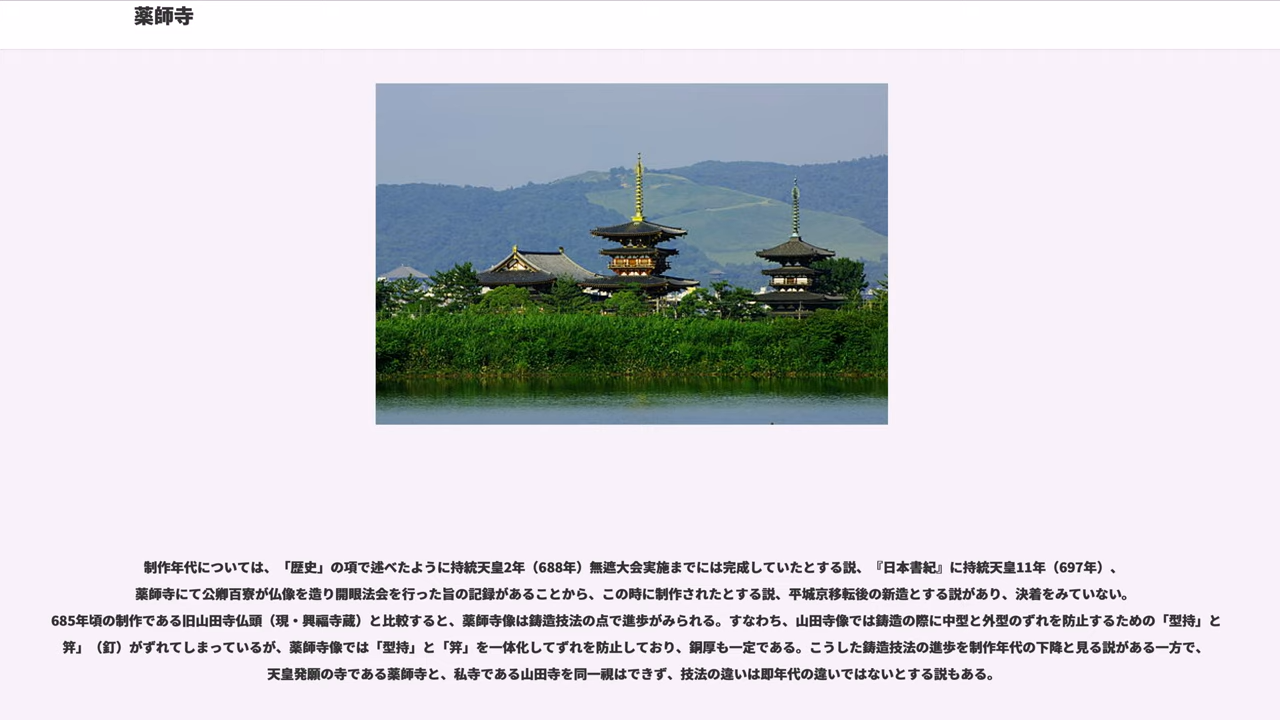 薬師寺
制作年代については、「歴史」の項で述べたように持統天皇2年（688年）無遮大会実施までには完成していたとする説、『日本書紀』に持統天皇11年（697年）、
薬師寺にて公卿百寮が仏像を造り開眼法会を行った旨の記録があることから、この時に制作されたとする説、平城京移転後の新造とする説があり、決着をみていない。
685年頃の制作である旧山田寺仏頭（現・興福寺蔵）と比較すると、薬師寺像は鋳造技法の点で進歩がみられる。すなわち、山田寺像では鋳造の際に中型と外型のずれを防止するための「型持」と
笄」（釘）がずれてしまっているが、薬師寺像では「型持」と「笄」を一体化してずれを防止しており、銅厚も一定である。こうした鋳造技法の進歩を制作年代の下降と見る説がある一方で、
天皇発願の寺である薬師寺と、私寺である山田寺を同一視はできず、技法の違いは即年代の違いではないとする説もある。